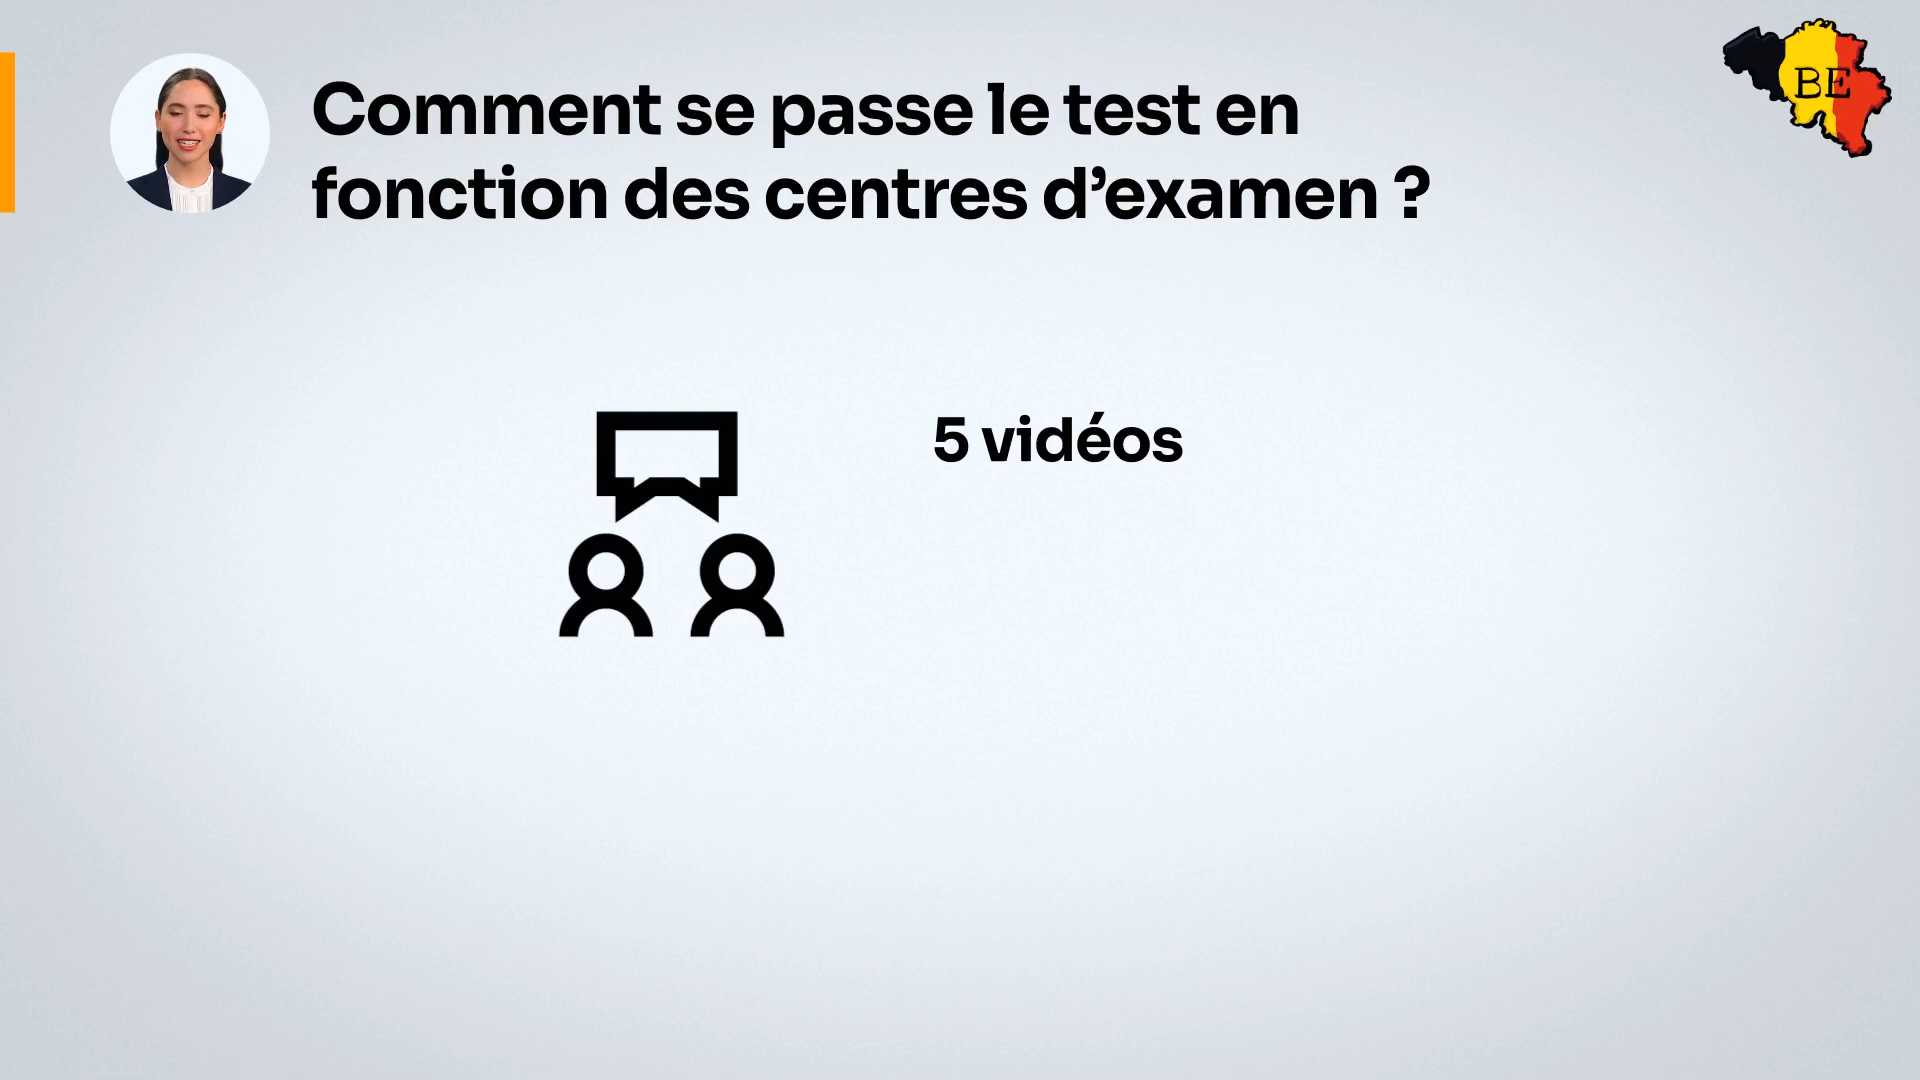 Comment se passe le test en
fonction des centres d’examen ?
BE
5 vidéos